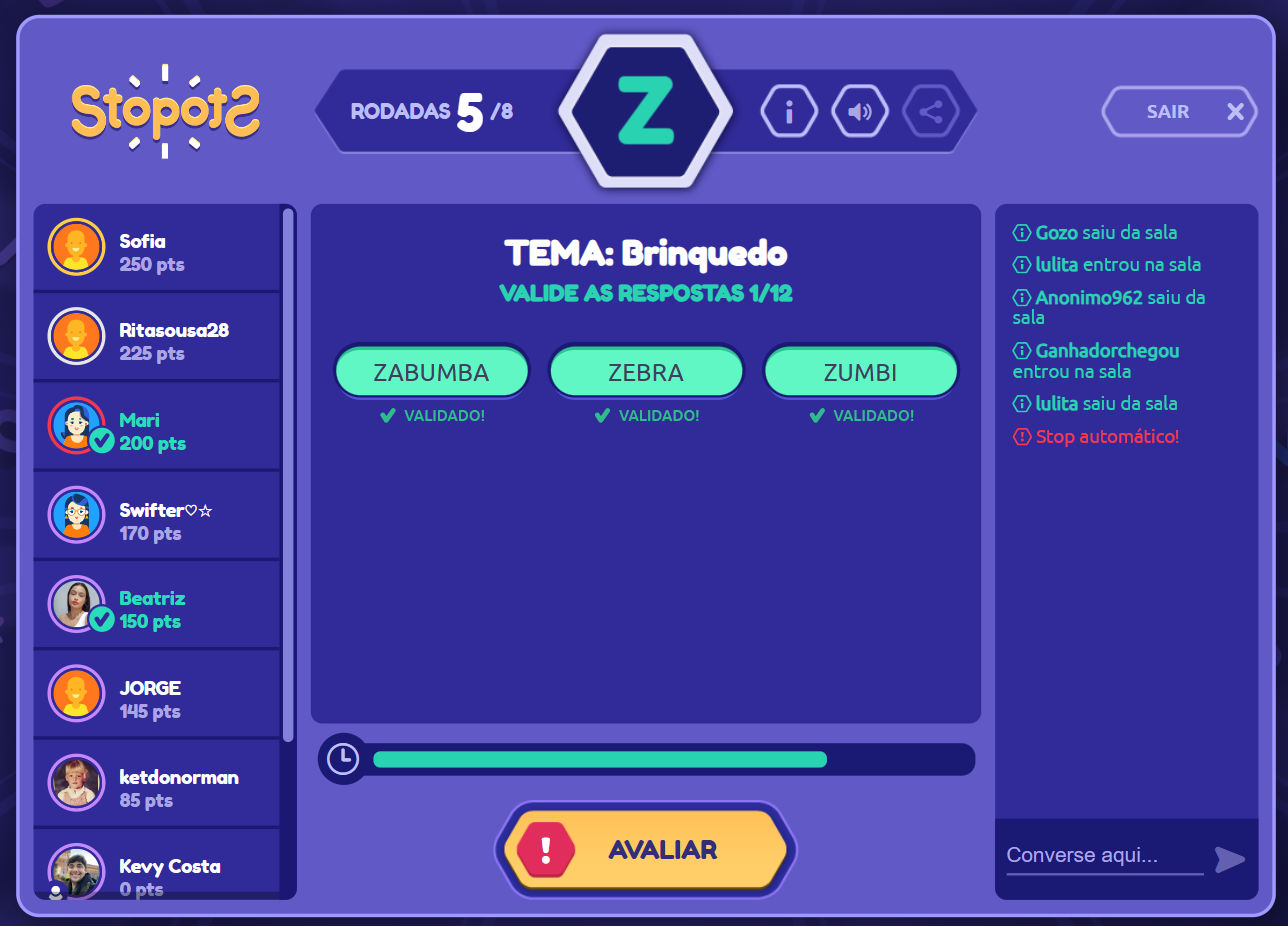 StopotS
RODADAS 5 /8
Z
SAIR
Sofia
250 pts
Ritasousa28
225 pts
Mari
200 pts
Swifter♡☆
170 pts
Beatriz
150 pts
JORGE
145 pts
ketdonorman
85 pts
Kevy Costa
0 pts
TEMA: Brinquedo
VALIDE AS RESPOSTAS 1/12
ZABUMBA
VALIDADO!
ZEBRA
VALIDADO!
ZUMBI
VALIDADO!
AVALIAR
Gozo saiu da sala
lulita entrou na sala
Anonimo962 saiu da
sala
Ganhadorchegou
entrou na sala
lulita saiu da sala
Stop automático!
Converse aqui...